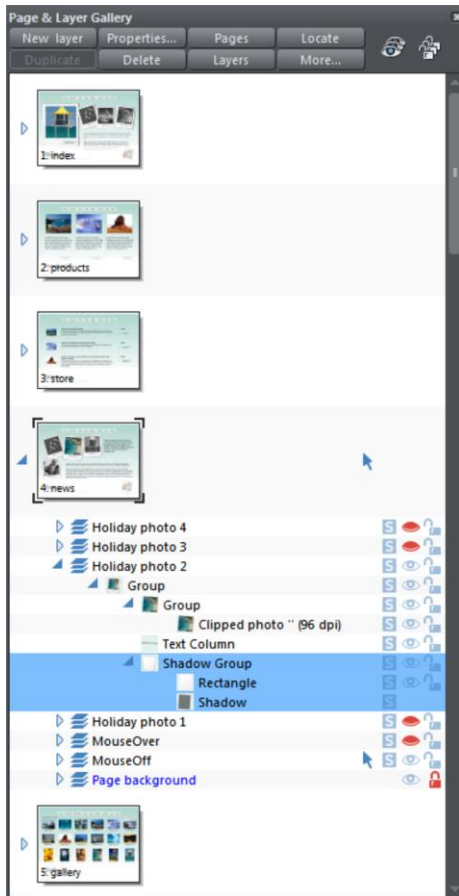 Page & Layer Gallery
New layer Properties... Pages Locate
Duplicate Delete Layers More...
1: index
2: products
3: store
4: news
Holiday photo 4 S
Holiday photo 3 S
Holiday photo 2 S
Group S
Group S
Clipped photo '' (96 dpi) S
Text Column S
Shadow Group S
Rectangle S
Shadow S
Holiday photo 1 S
MouseOver S
MouseOff S
Page background
5: gallery